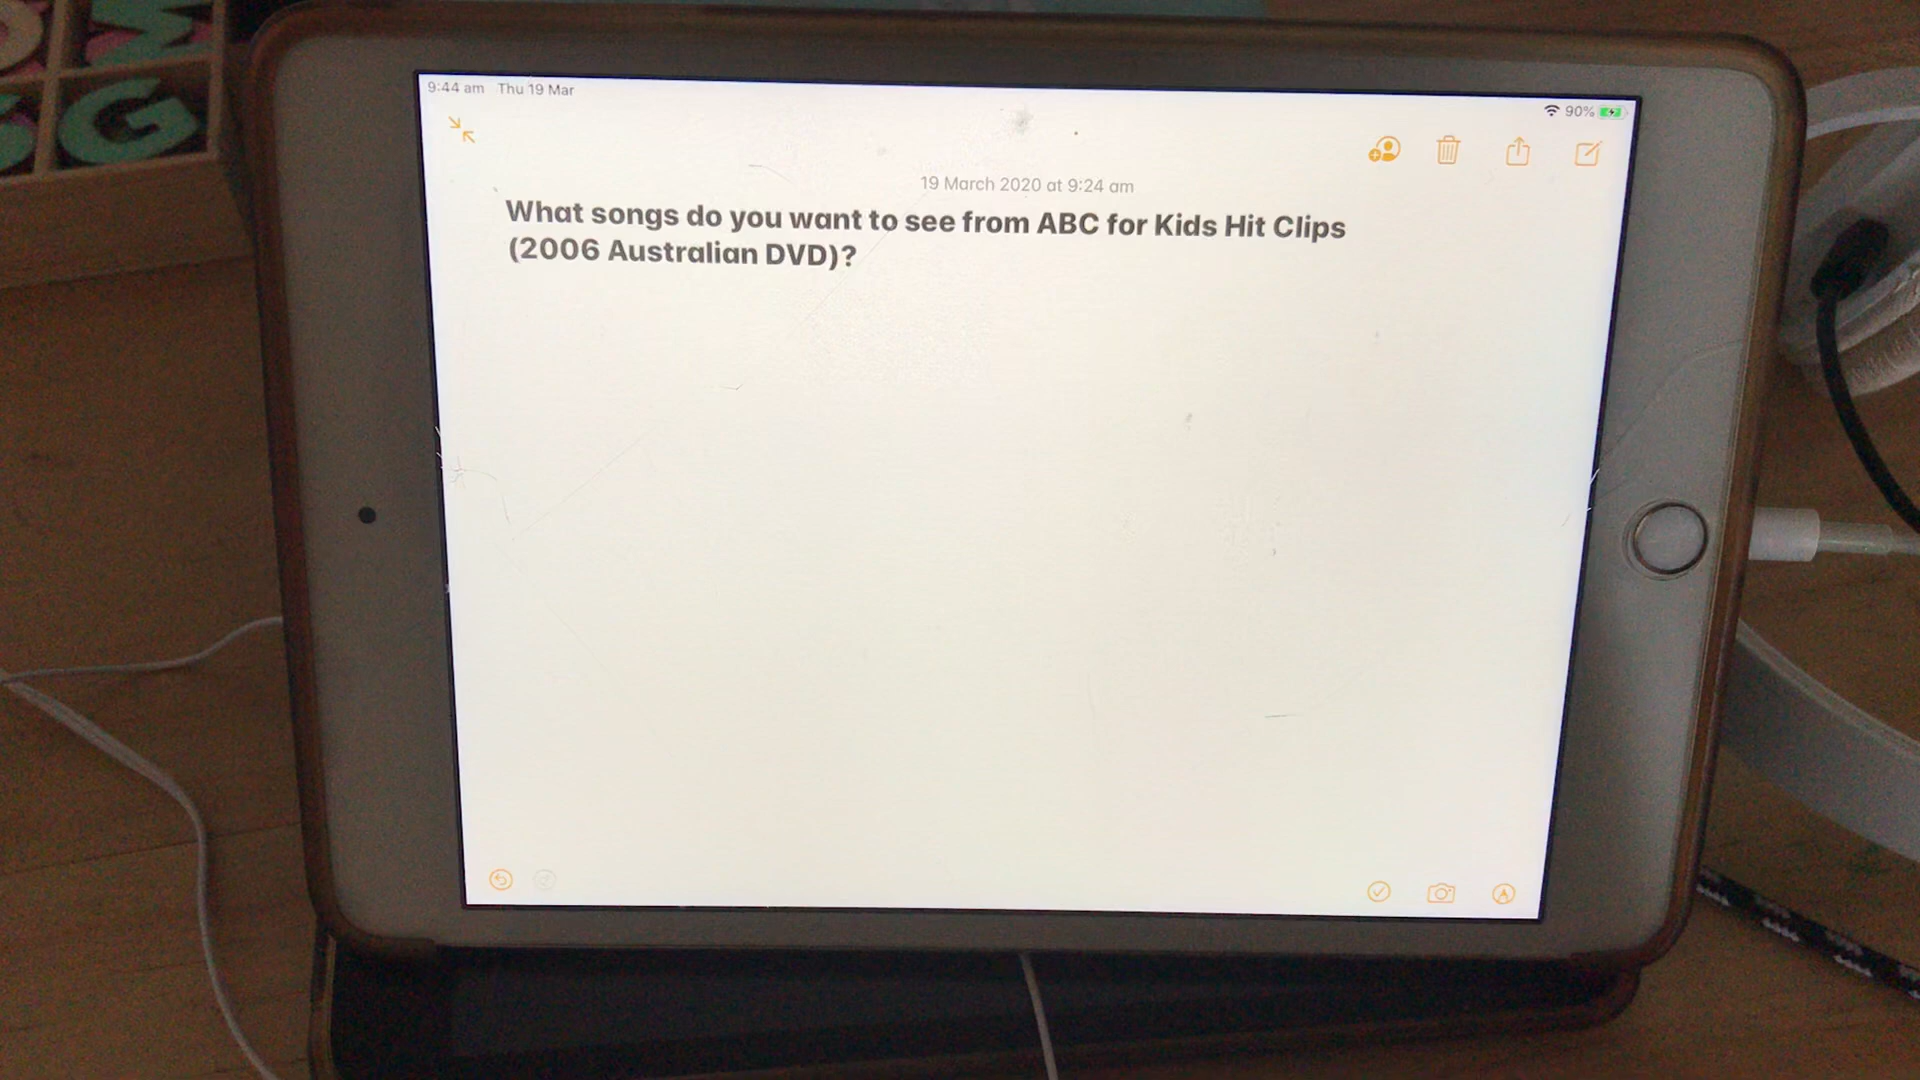 9:44 am Thu 19 Mar
90%
19 March 2020 at 9:24 am
What songs do you want to see from ABC for Kids Hit Clips
(2006 Australian DVD)?
G